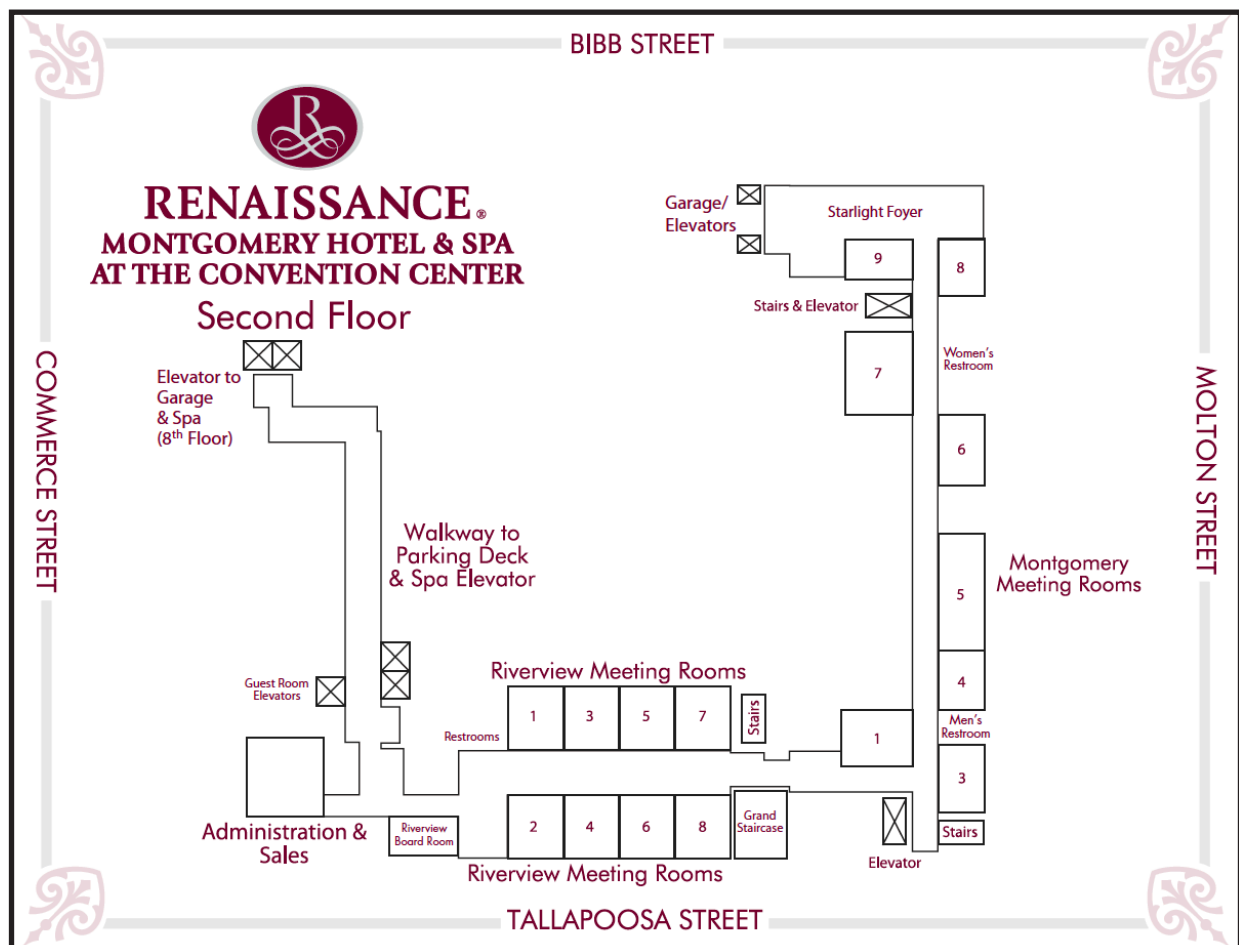 BIBB STREET
R
RENAISSANCE®
MONTGOMERY HOTEL & SPA
AT THE CONVENTION CENTER
Second Floor
COMMERCE STREET
MOLTON STREET
Garage/
Elevators
Starlight Foyer
9
8
Stairs & Elevator
7
Women's
Restroom
Elevator to
Garage
& Spa
(8th Floor)
6
Walkway to
Parking Deck
& Spa Elevator
5
Montgomery
Meeting Rooms
Guest Room
Elevators
Riverview Meeting Rooms
4
Restrooms
1
3
5
7
Stairs
1
Men's
Restroom
3
Administration &
Sales
Riverview
Board Room
2
4
6
8
Grand
Staircase
Stairs
Elevator
Riverview Meeting Rooms
TALLAPOOSA STREET